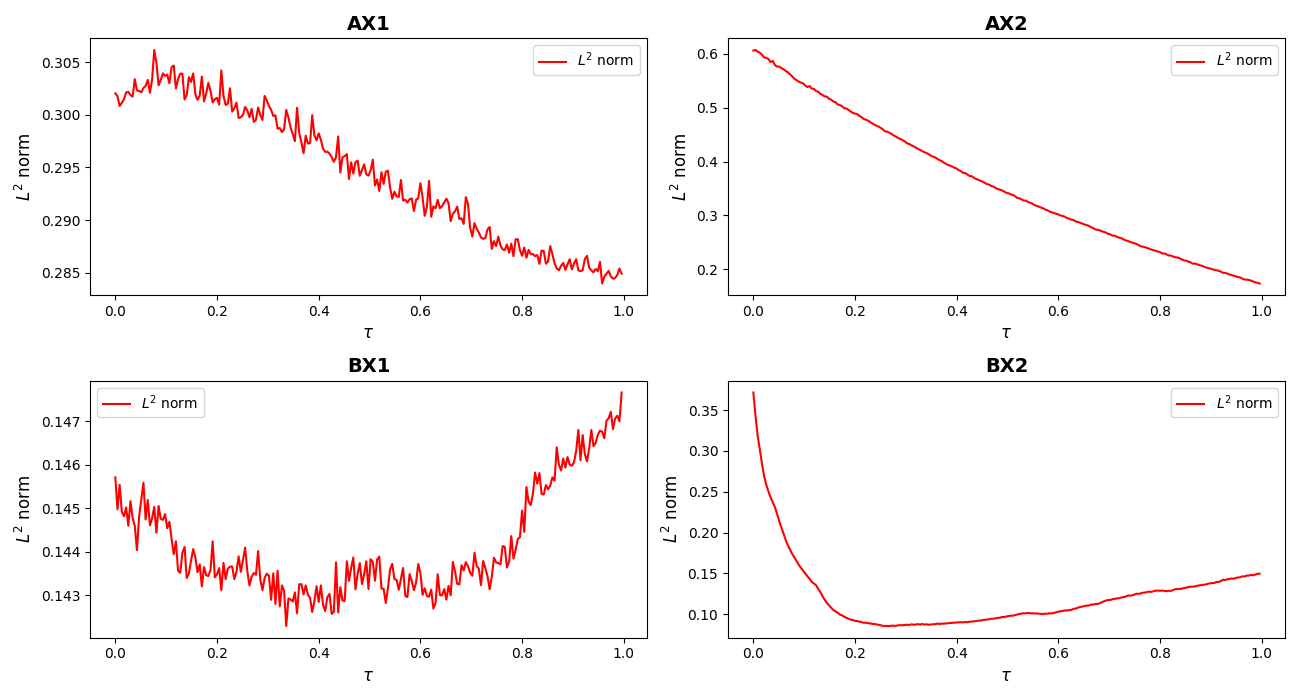 AX1
0.305
0.300
0.295
0.290
0.285
L² norm
L² norm
0.0 0.2 0.4 0.6 0.8 1.0
τ
AX2
0.6
0.5
0.4
0.3
0.2
L² norm
L² norm
0.0 0.2 0.4 0.6 0.8 1.0
τ
BX1
0.147
0.146
0.145
0.144
0.143
L² norm
L² norm
0.0 0.2 0.4 0.6 0.8 1.0
τ
BX2
0.35
0.30
0.25
0.20
0.15
0.10
L² norm
L² norm
0.0 0.2 0.4 0.6 0.8 1.0
τ